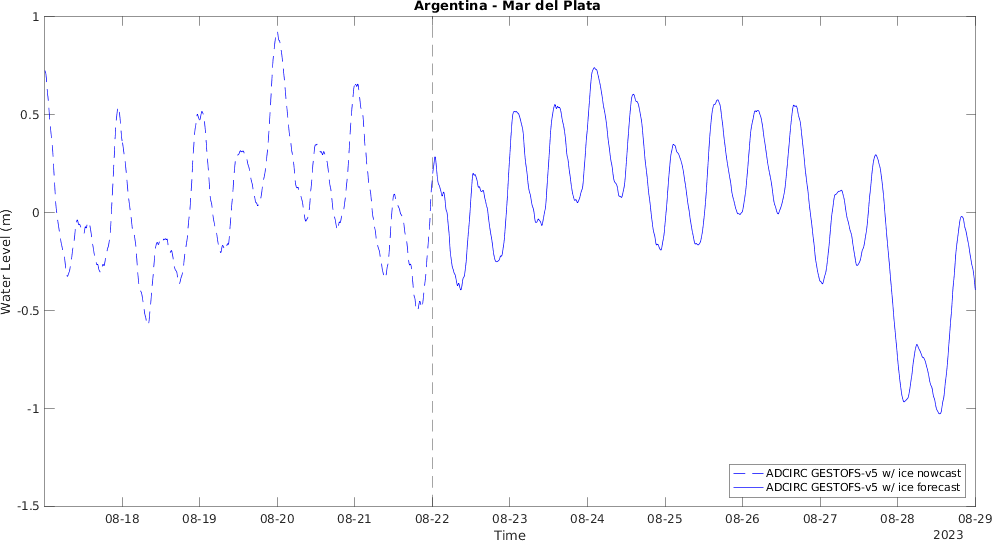 Argentina - Mar del Plata
1
0.5
0
-0.5
-1
-1.5
Water Level (m)
08-18 08-19 08-20 08-21 08-22 08-23 08-24 08-25 08-26 08-27 08-28 08-29
Time
2023
ADCIRC GESTOFS-v5 w/ ice nowcast
ADCIRC GESTOFS-v5 w/ ice forecast